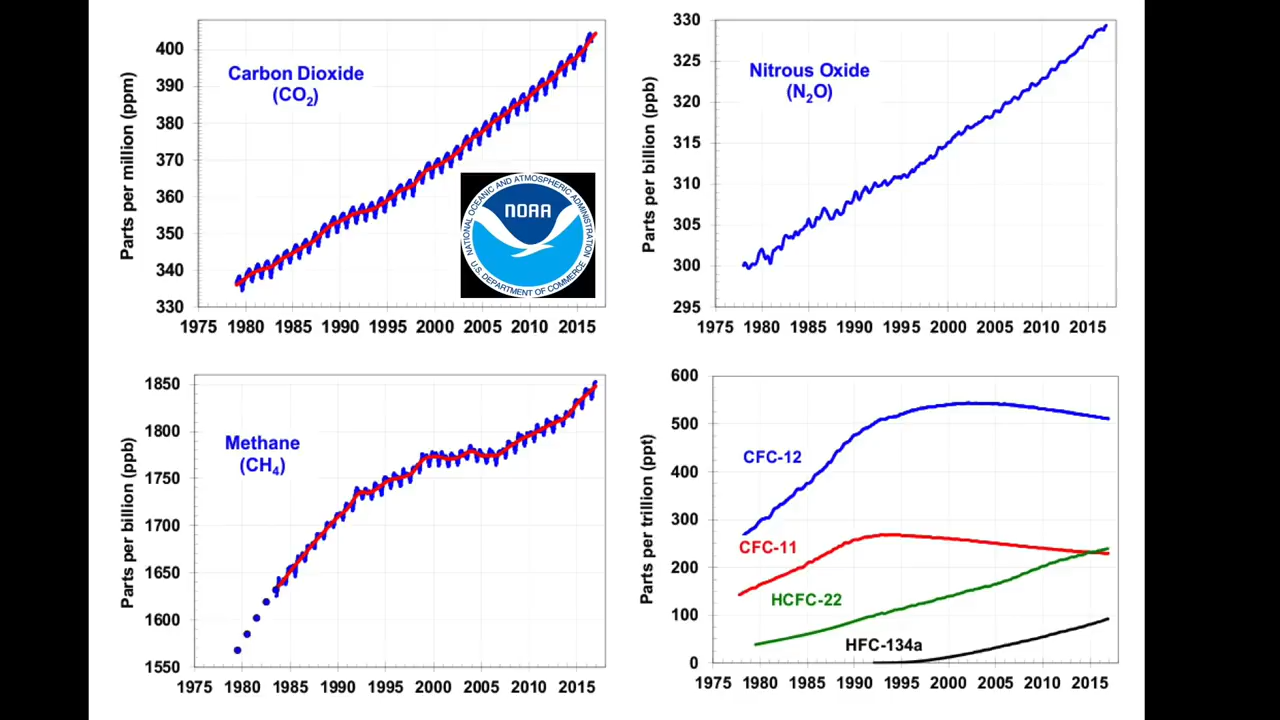 Parts per million (ppm)
400
390
380
370
360
350
340
330
Carbon Dioxide
(CO₂)
NATIONAL OCEANIC AND ATMOSPHERIC ADMINISTRATION
NOAA
U.S. DEPARTMENT OF COMMERCE
1975 1980 1985 1990 1995 2000 2005 2010 2015
Parts per billion (ppb)
330
325
320
315
310
305
300
295
Nitrous Oxide
(N₂O)
1975 1980 1985 1990 1995 2000 2005 2010 2015
Parts per billion (ppb)
1850
1800
1750
1700
1650
1600
1550
Methane
(CH₄)
1975 1980 1985 1990 1995 2000 2005 2010 2015
Parts per trillion (ppt)
600
500
400
300
200
100
0
CFC-12
CFC-11
HCFC-22
HFC-134a
1975 1980 1985 1990 1995 2000 2005 2010 2015